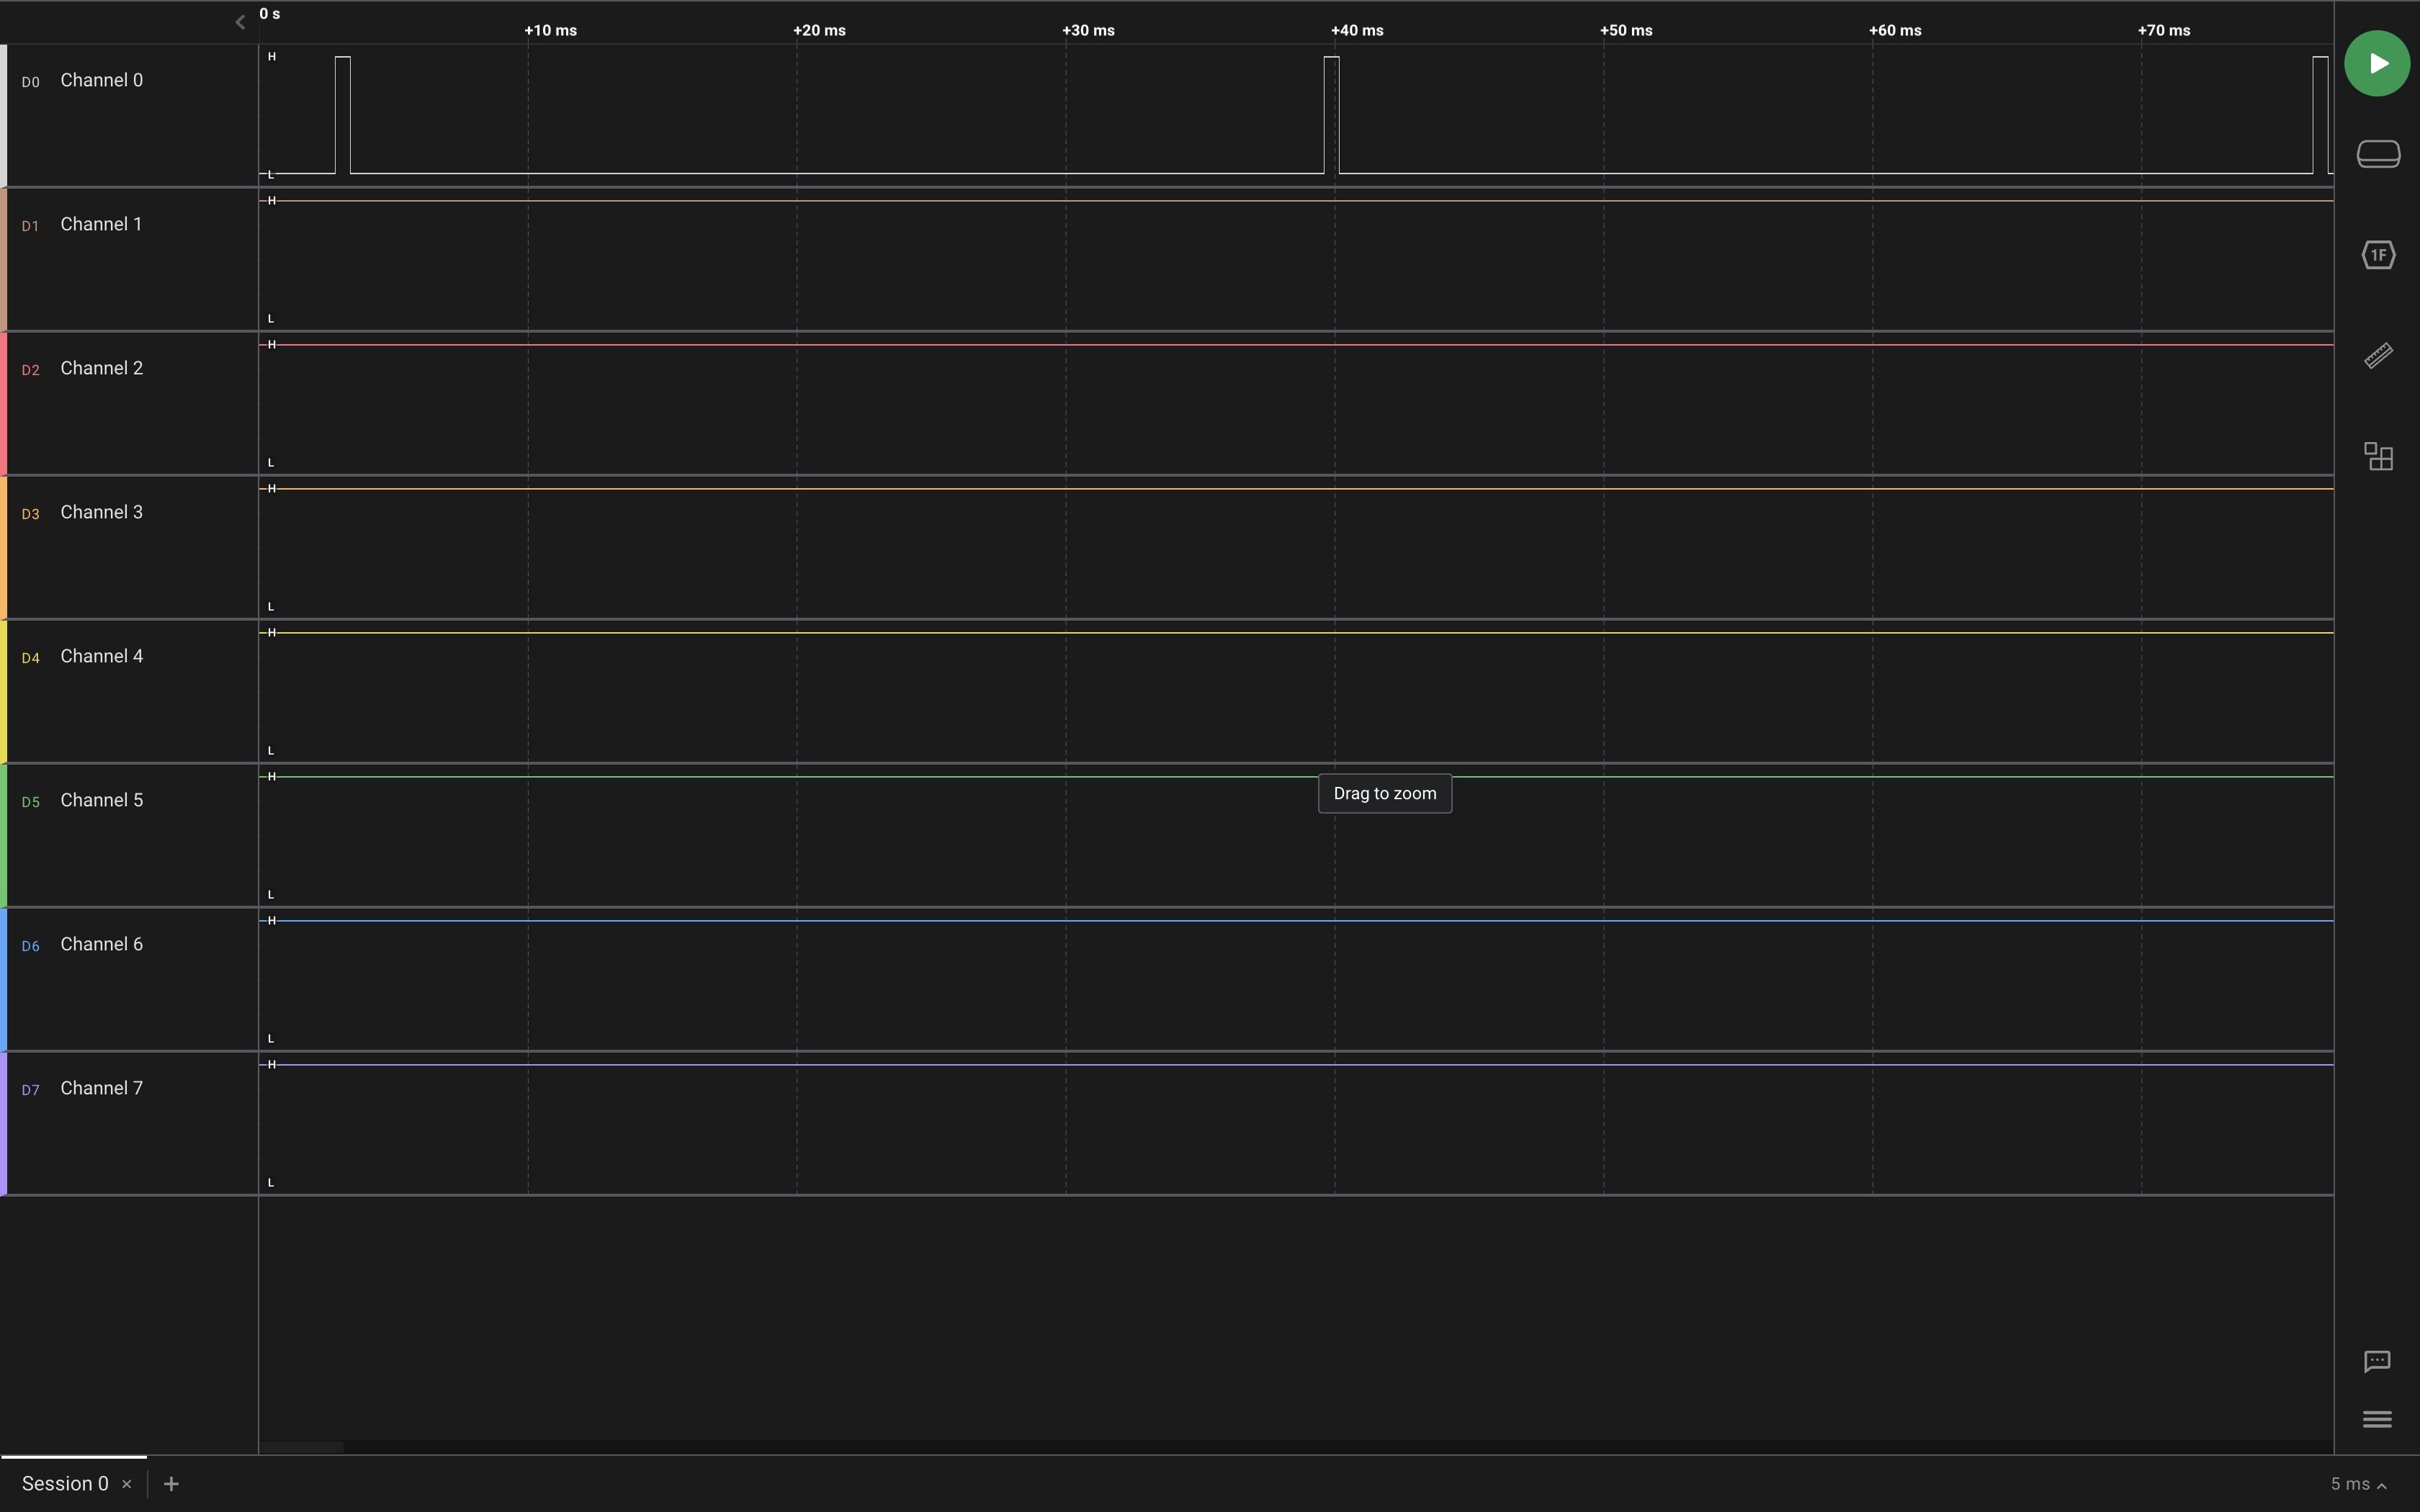 0 s
+10 ms +20 ms +30 ms +40 ms +50 ms +60 ms +70 ms
H
D0 Channel 0
L
H
D1 Channel 1
L
H
D2 Channel 2
L
H
D3 Channel 3
L
H
D4 Channel 4
L
H
D5 Channel 5
Drag to zoom
L
H
D6 Channel 6
L
H
D7 Channel 7
L
1F
Session 0 × +
5 ms